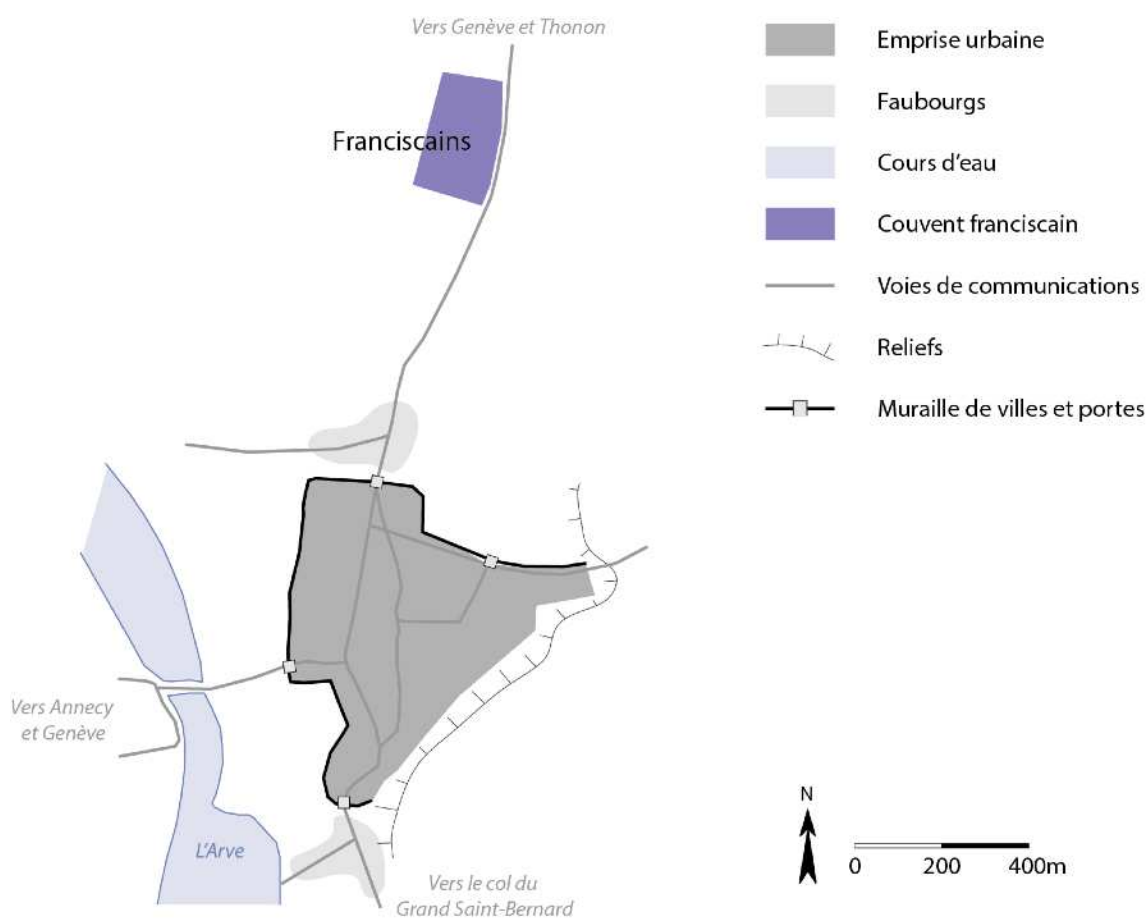 Vers Genève et Thonon
Franciscains
Emprise urbaine
Faubourgs
Cours d'eau
Couvent franciscain
Voies de communications
Reliefs
Muraille de villes et portes
Vers Annecy
et Genève
L'Arve
Vers le col du
Grand Saint-Bernard
N
0 200 400m